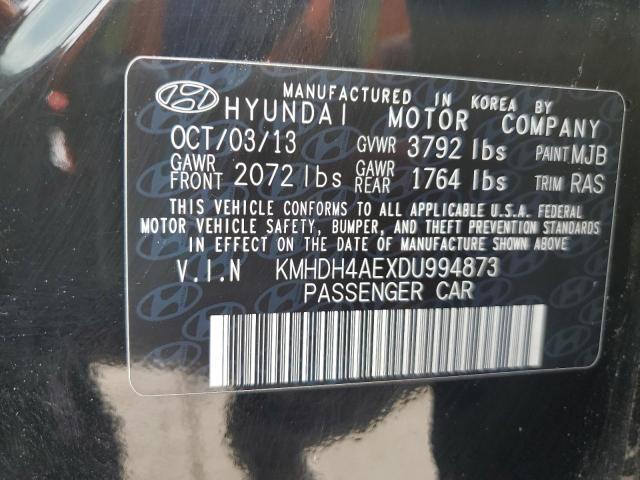 MANUFACTURED IN KOREA BY
HYUNDAI MOTOR COMPANY
OCT/03/13 GVWR 3792 lbs PAINT MJB
GAWR FRONT 2072 lbs GAWR REAR 1764 lbs TRIM RAS
THIS VEHICLE CONFORMS TO ALL APPLICABLE U.S.A. FEDERAL
MOTOR VEHICLE SAFETY, BUMPER, AND THEFT PREVENTION STANDARDS
IN EFFECT ON THE DATE OF MANUFACTURE SHOWN ABOVE.
V.I.N KMHDH4AEXDU994873
PASSENGER CAR